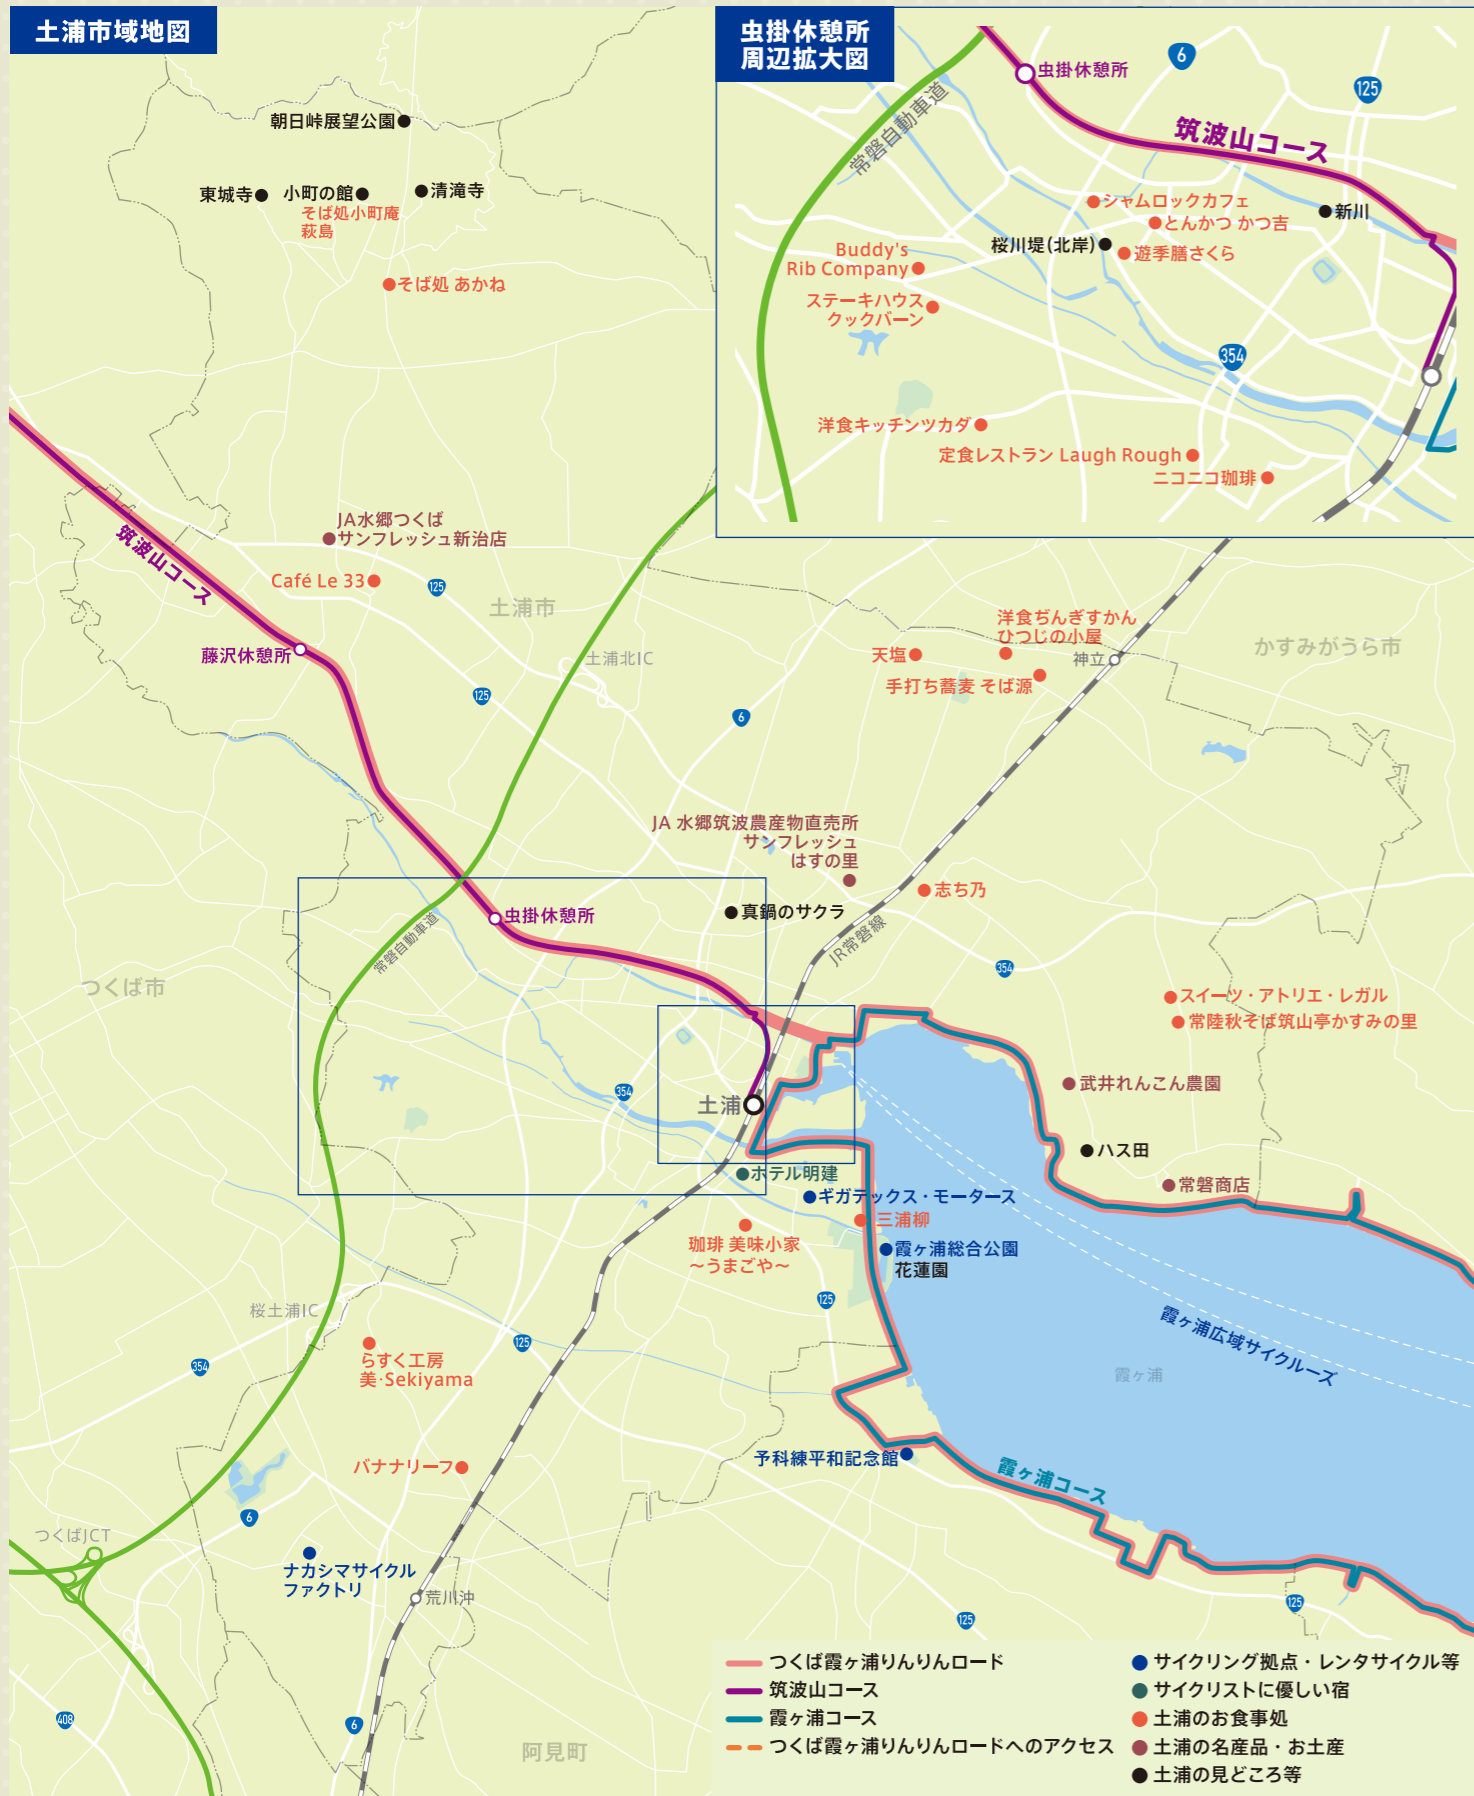 土浦市域地図
虫掛休憩所
周辺拡大図
虫掛休憩所
6
125
常磐自動車道
筑波山コース
シャムロックカフェ
とんかつ かつ吉
新川
桜川堤(北岸)
遊季膳さくら
Buddy's
Rib Company
ステーキハウス
クックバーン
354
洋食キッチンツカダ
定食レストラン Laugh Rough
ニコニコ珈琲
朝日峠展望公園
東城寺
小町の館
清滝寺
そば処小町庵
萩島
そば処 あかね
JA水郷つくば
サンフレッシュ新治店
筑波山コース
Café Le 33
125
土浦市
藤沢休憩所
土浦北IC
125
6
洋食ぢんぎすかん
ひつじの小屋
天塩
神立
手打ち蕎麦 そば源
かすみがうら市
JA 水郷筑波農産物直売所
サンフレッシュ
はすの里
志ち乃
真鍋のサクラ
虫掛休憩所
常磐自動車道
JR常磐線
354
つくば市
スイーツ・アトリエ・レガル
常陸秋そば筑山亭かすみの里
354
土浦
武井れんこん農園
ハス田
常磐商店
ホテル明建
ギガテックス・モータース
三浦柳
珈琲 美味小家
～うまごや～
霞ヶ浦総合公園
花蓮園
125
桜土浦IC
354
らすく工房
美·Sekiyama
125
霞ヶ浦広域サイクルーズ
霞ヶ浦
予科練平和記念館
バナナリーフ
霞ヶ浦コース
6
つくばJCT
ナカシマサイクル
ファクトリ
荒川沖
125
125
408
6
阿見町
つくば霞ヶ浦りんりんロード
筑波山コース
霞ヶ浦コース
つくば霞ヶ浦りんりんロードへのアクセス
サイクリング拠点・レンタサイクル等
サイクリストに優しい宿
土浦のお食事処
土浦の名産品・お土産
土浦の見どころ等